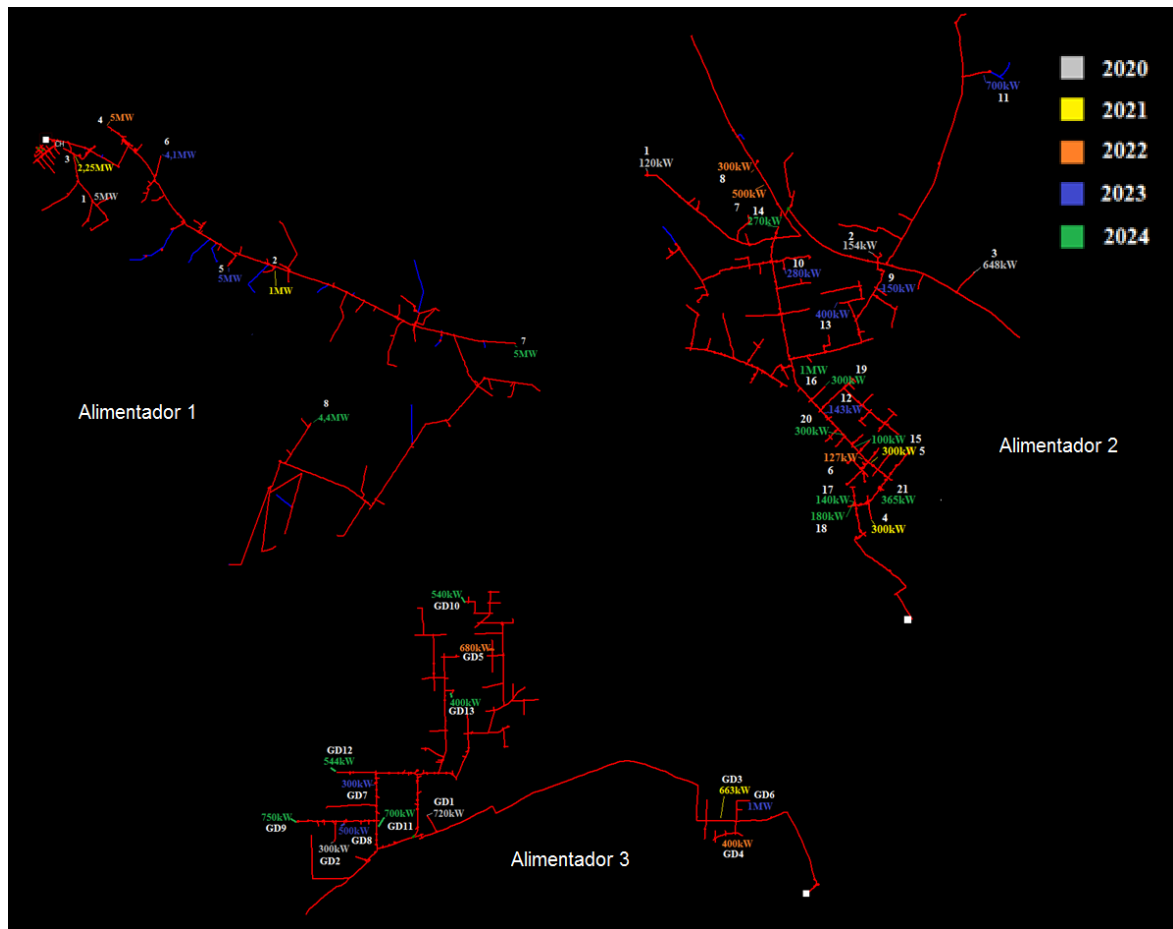 2020
2021
2022
2023
2024
4
5MW
6
4,1MW
CH
3
2,25MW
1
5MW
5
5MW
2
1MW
7
5MW
8
4,4MW
Alimentador 1
700kW
11
1
120kW
300kW
8
500kW
7
14
270kW
2
154kW
3
648kW
10
280kW
9
150kW
400kW
13
1MW
16
19
300kW
12
143kW
20
300kW
100kW
15
300kW
5
127kW
6
17
140kW
21
365kW
180kW
18
4
300kW
Alimentador 2
540kW
GD10
680kW
GD5
400kW
GD13
GD12
544kW
300kW
GD7
750kW
GD9
500kW
GD8
300kW
GD2
700kW
GD11
GD1
720kW
GD3
663kW
GD6
1MW
400kW
GD4
Alimentador 3